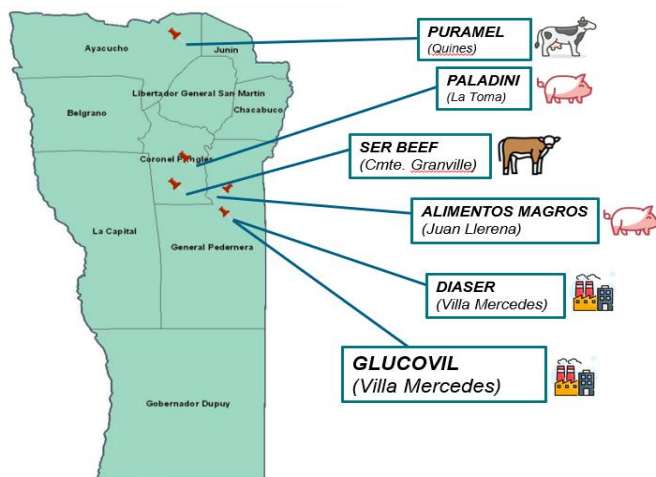 Ayacucho
Junín
Libertador General San Martín
Belgrano
Chacabuco
Coronel Pringles
La Capital
General Pedernera
Gobernador Dupuy
PURAMEL
(Quines)
PALADINI
(La Toma)
SER BEEF
(Cmte. Granville)
ALIMENTOS MAGROS
(Juan Llerena)
DIASER
(Villa Mercedes)
GLUCOVIL
(Villa Mercedes)